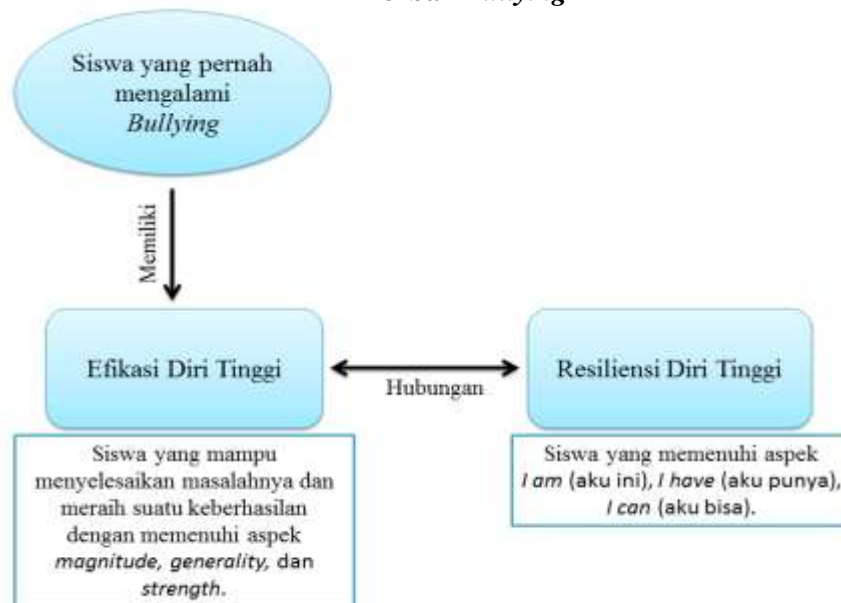 Siswa yang pernah
mengalami
Bullying
Memiliki
Efikasi Diri Tinggi
Hubungan
Resiliensi Diri Tinggi
Siswa yang mampu
menyelesaikan masalahnya dan
meraih suatu keberhasilan
dengan memenuhi aspek
magnitude, generality, dan
strength.
Siswa yang memenuhi aspek
I am (aku ini), I have (aku punya),
I can (aku bisa).